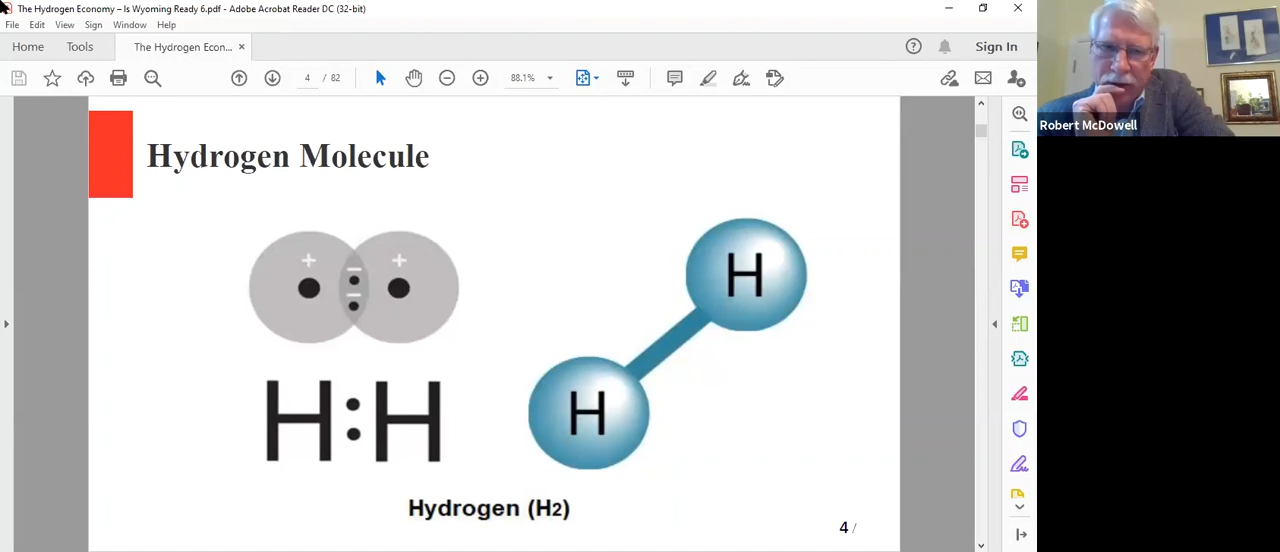 The Hydrogen Economy – Is Wyoming Ready 6.pdf - Adobe Acrobat Reader DC (32-bit)
File Edit View Sign Window Help
Home Tools The Hydrogen Econ... × Sign In
4 / 82 88.1%
Robert McDowell
Hydrogen Molecule
+ +
–
–
H
H:H
H
Hydrogen (H2)
4 /